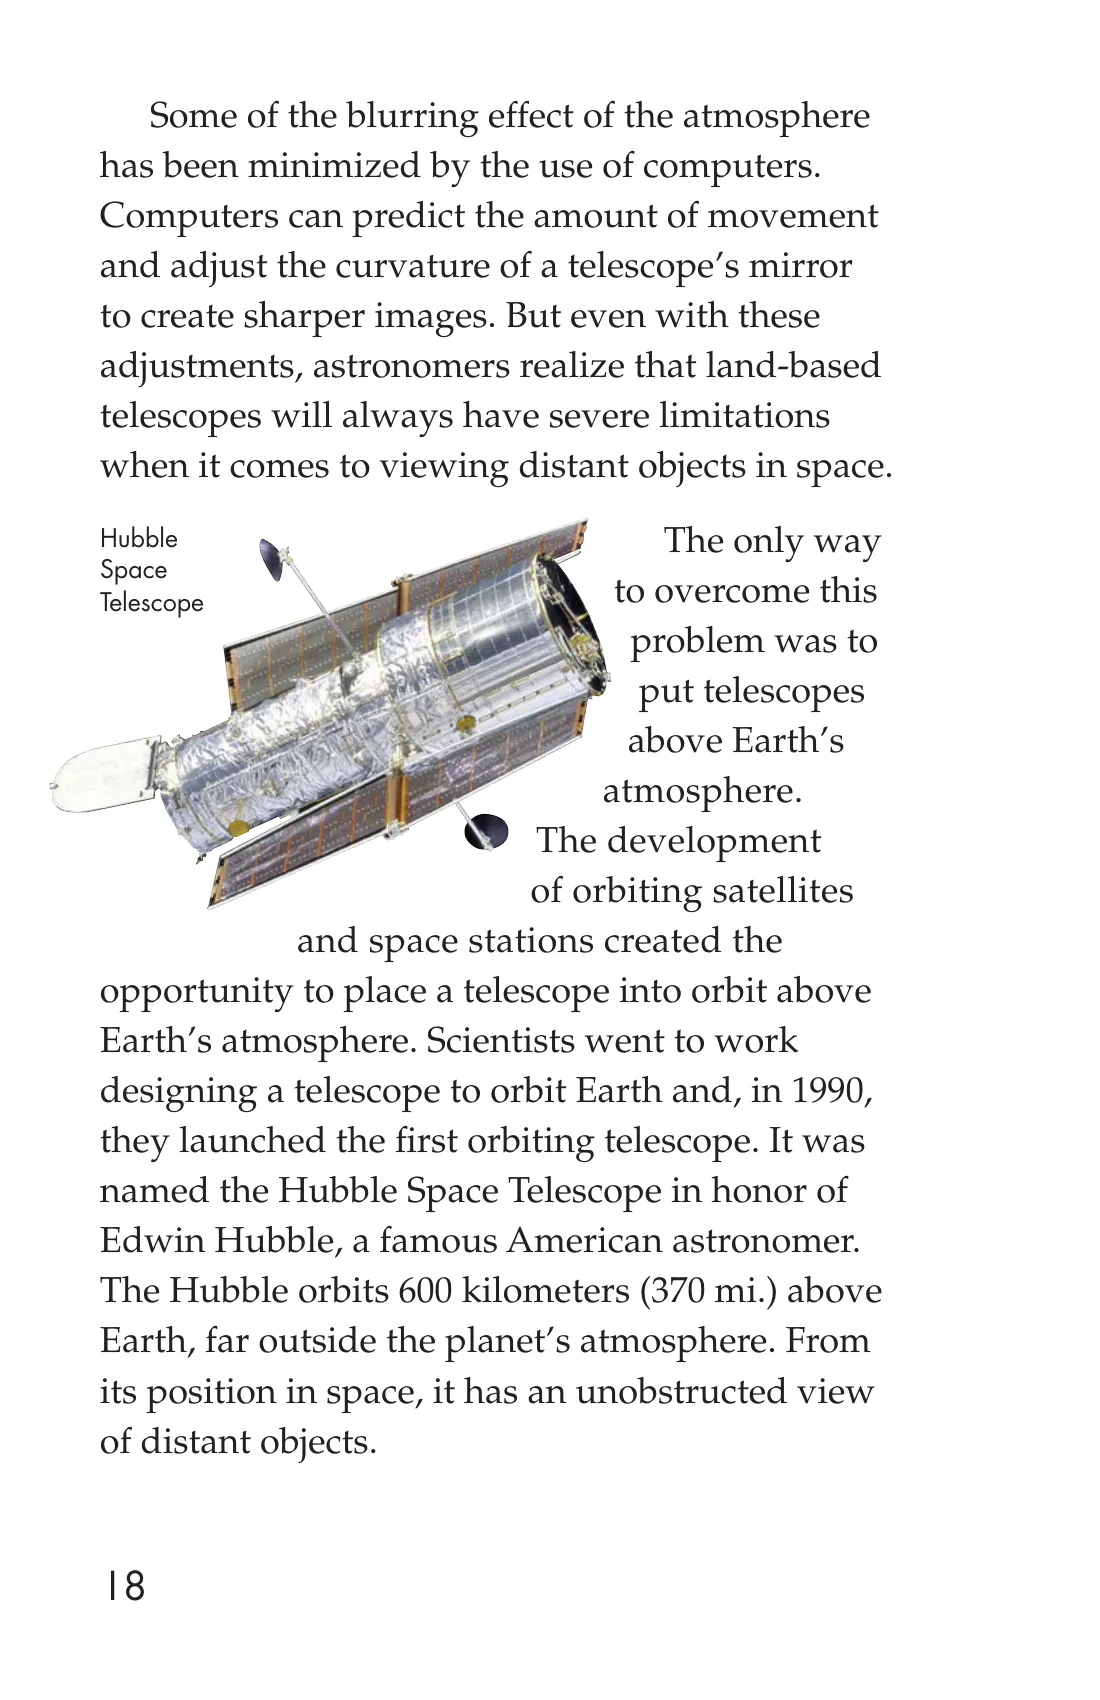 Some of the blurring effect of the atmosphere
has been minimized by the use of computers.
Computers can predict the amount of movement
and adjust the curvature of a telescope’s mirror
to create sharper images. But even with these
adjustments, astronomers realize that land-based
telescopes will always have severe limitations
when it comes to viewing distant objects in space.
Hubble
Space
Telescope
The only way
to overcome this
problem was to
put telescopes
above Earth’s
atmosphere.
The development
of orbiting satellites
and space stations created the
opportunity to place a telescope into orbit above
Earth’s atmosphere. Scientists went to work
designing a telescope to orbit Earth and, in 1990,
they launched the first orbiting telescope. It was
named the Hubble Space Telescope in honor of
Edwin Hubble, a famous American astronomer.
The Hubble orbits 600 kilometers (370 mi.) above
Earth, far outside the planet’s atmosphere. From
its position in space, it has an unobstructed view
of distant objects.
18